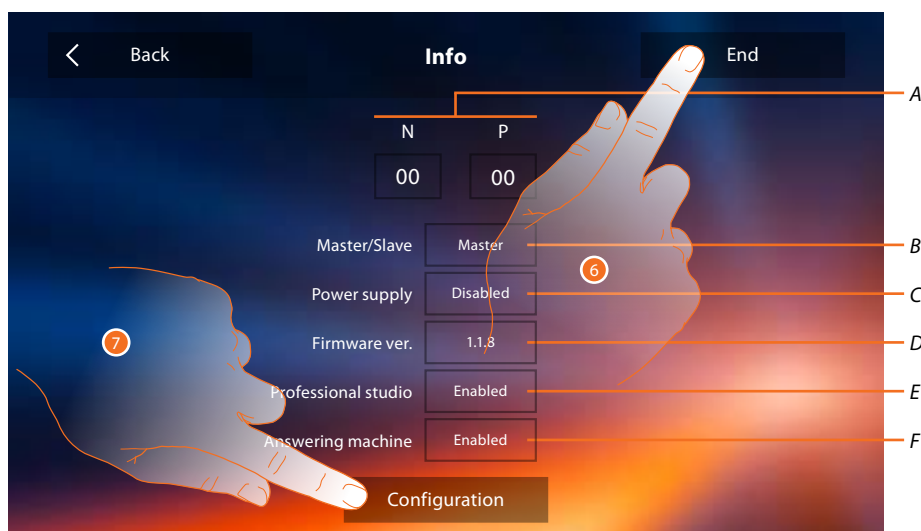 Back Info End
A
N P
00 00
Master/Slave Master B
6
Power supply Disabled C
7 Firmware ver. 1.1.8 D
Professional studio Enabled E
Answering machine Enabled F
Configuration